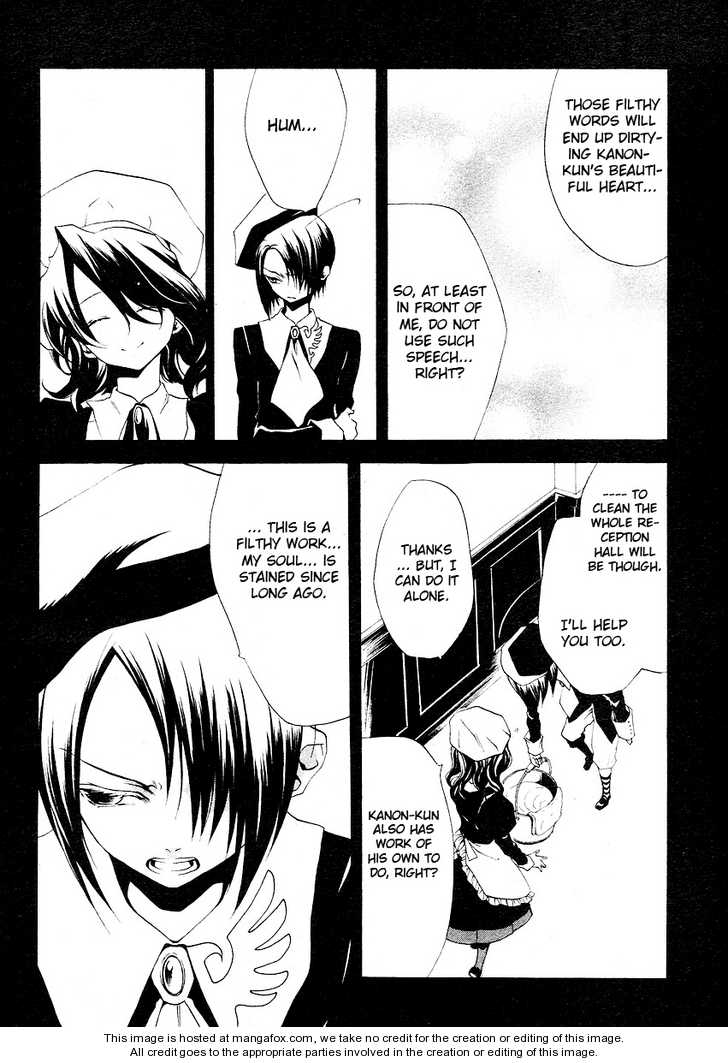 THOSE FILTHY
WORDS WILL
END UP DIRTY-
ING KANON-
KUN'S BEAUTI-
FUL HEART...
SO, AT LEAST
IN FRONT OF
ME, DO NOT
USE SUCH
SPEECH...
RIGHT?
HUM...
---- TO
CLEAN THE
WHOLE RE-
CEPTION
HALL WILL
BE THOUGH.
I'LL HELP
YOU TOO.
THANKS
... BUT, I
CAN DO IT
ALONE.
KANON-KUN
ALSO HAS
WORK OF
HIS OWN TO
DO, RIGHT?
... THIS IS A
FILTHY WORK...
MY SOUL... IS
STAINED SINCE
LONG AGO.
This image is hosted at mangafox.com, we take no credit for the creation or editing of this image.
All credit goes to the appropriate parties involved in the creation or editing of this image.